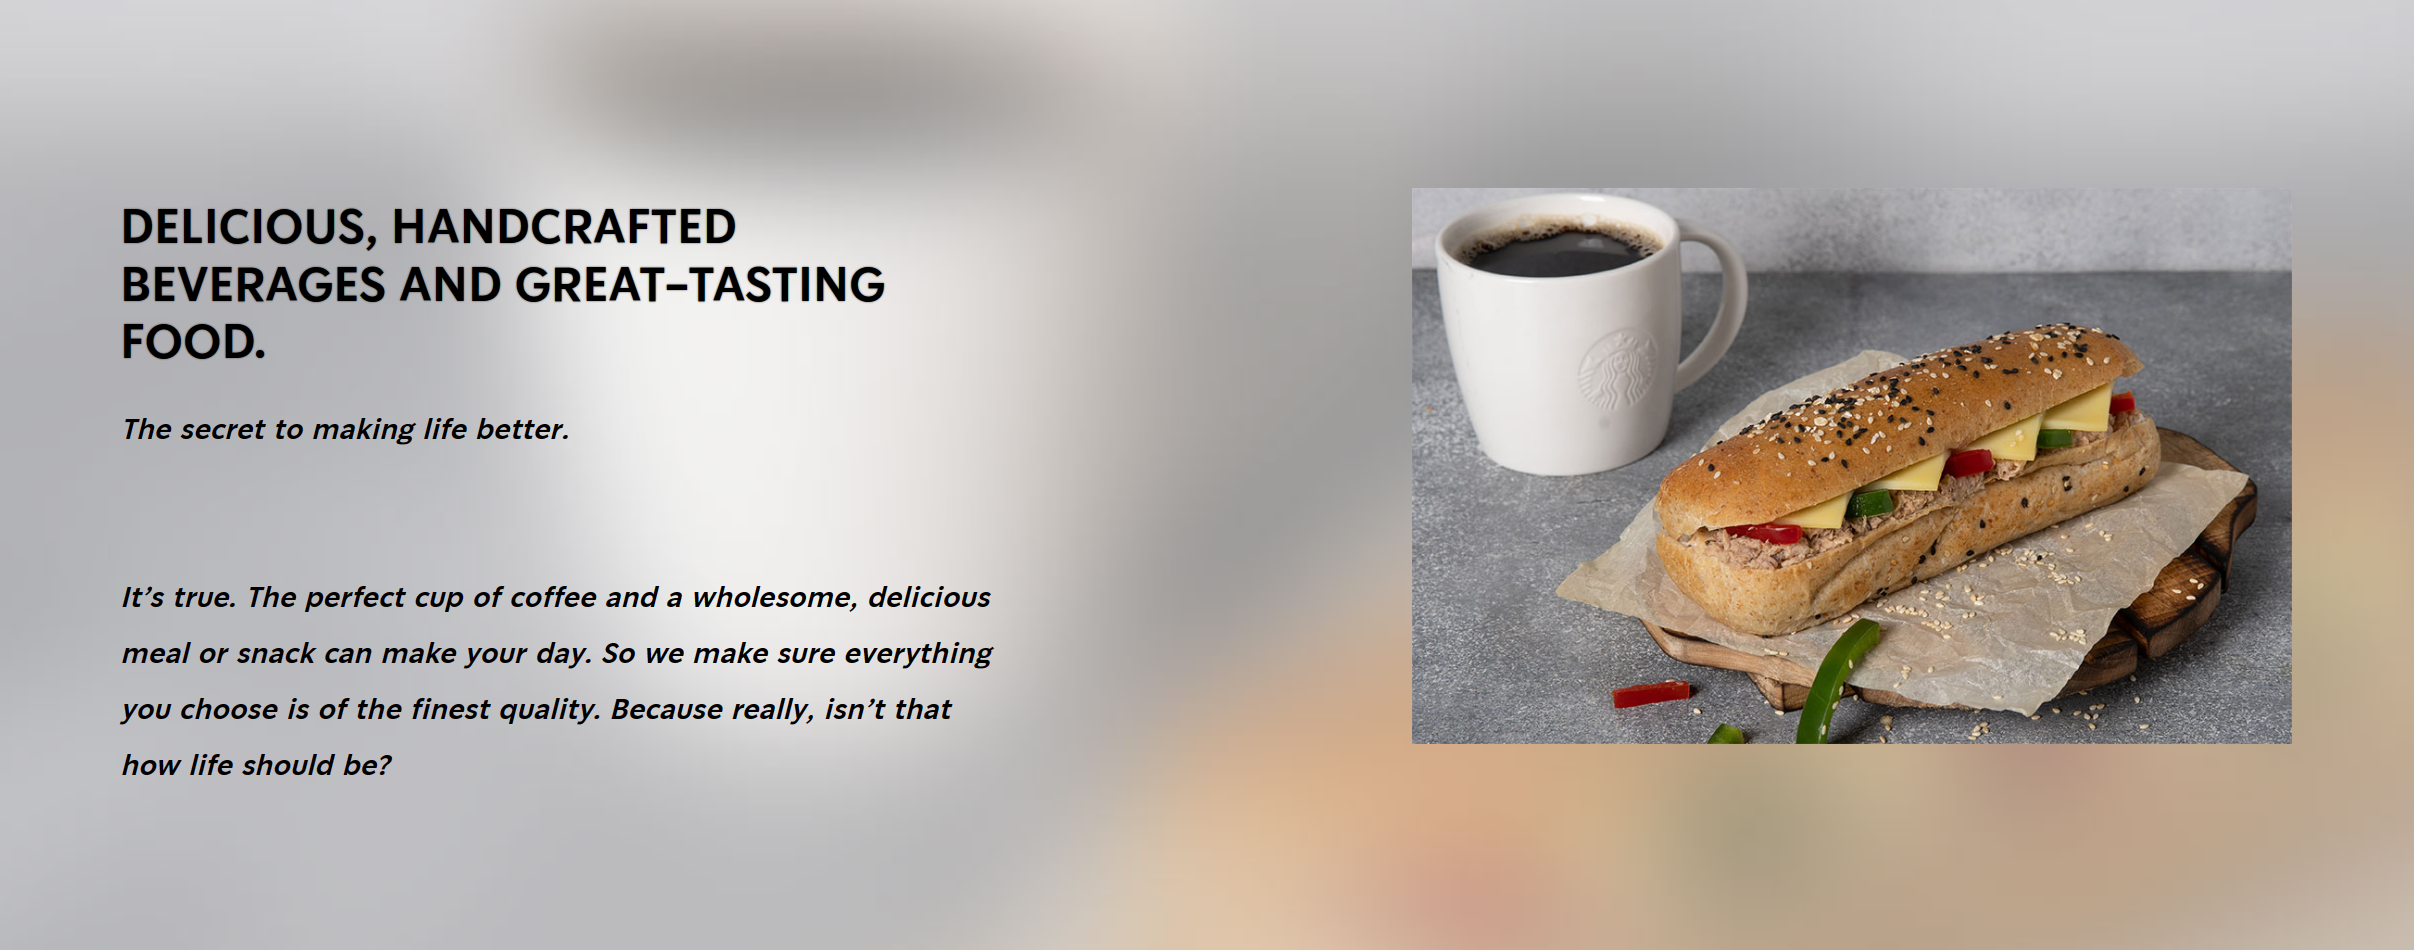 DELICIOUS, HANDCRAFTED
BEVERAGES AND GREAT-TASTING
FOOD.
The secret to making life better.
It’s true. The perfect cup of coffee and a wholesome, delicious
meal or snack can make your day. So we make sure everything
you choose is of the finest quality. Because really, isn’t that
how life should be?